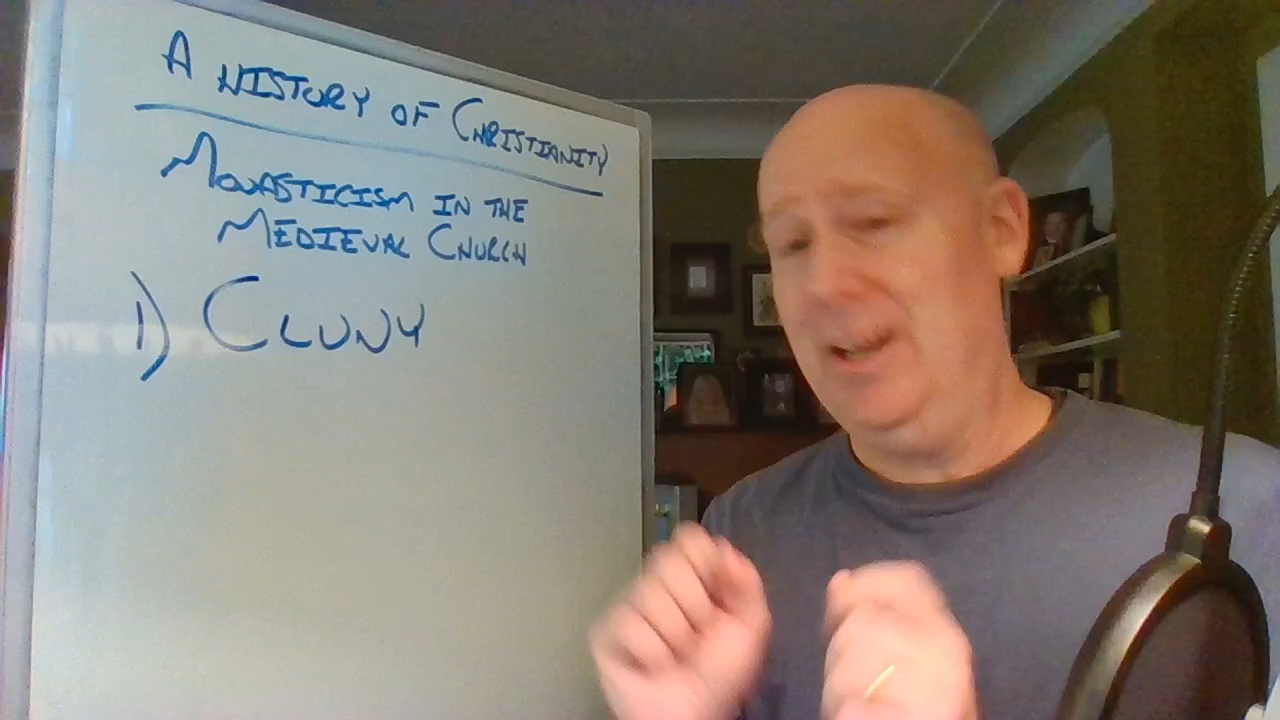 A HISTORY OF CHRISTIANITY
MONASTICISM IN THE
MEDIEVAL CHURCH
1) CLUNY